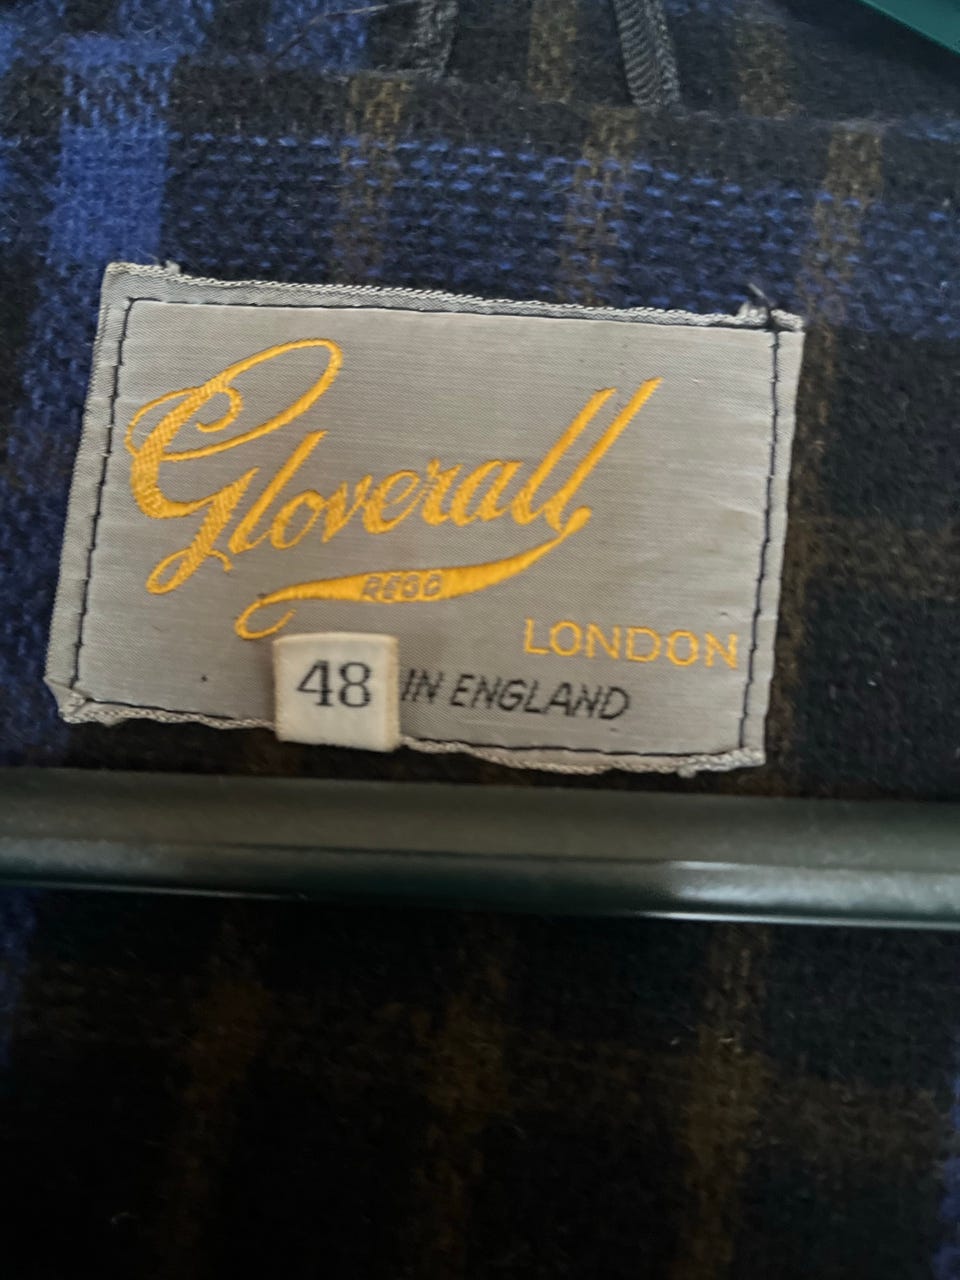 Gloverall
REGD
LONDON
48 IN ENGLAND